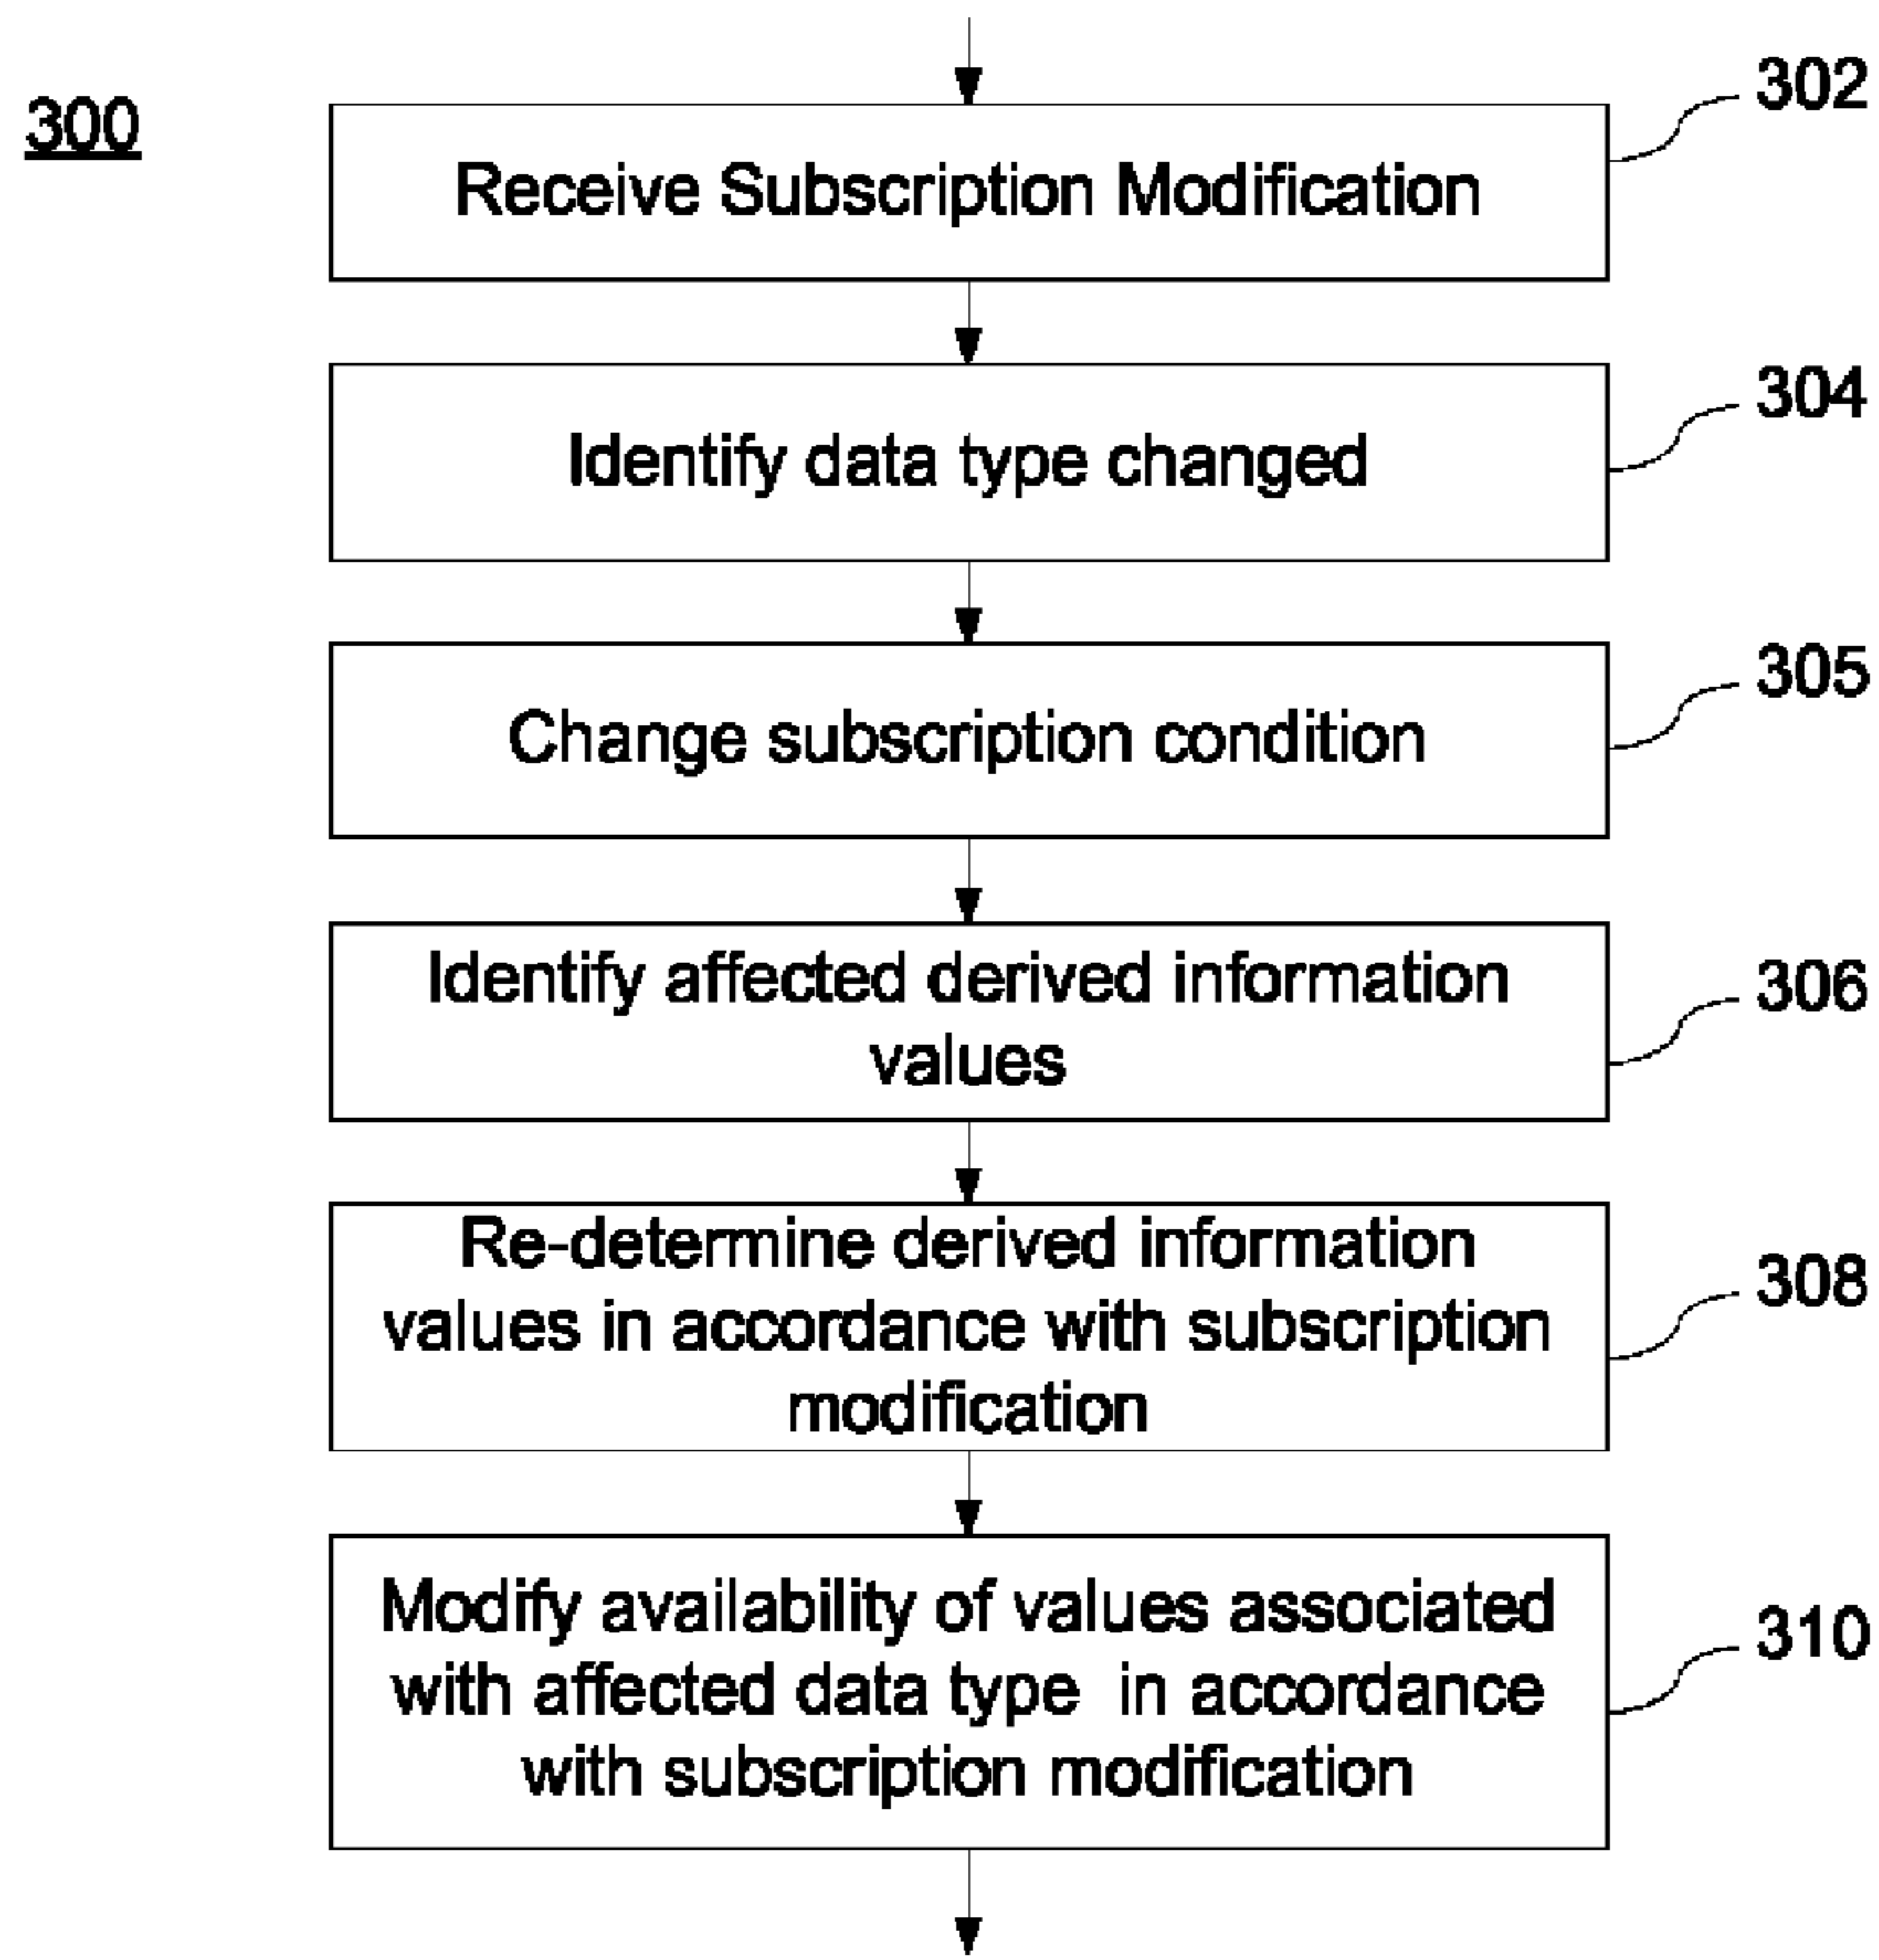 300
302
Receive Subscription Modification
304
Identify data type changed
305
Change subscription condition
306
Identify affected derived information
values
308
Re-determine derived information
values in accordance with subscription
modification
310
Modify availability of values associated
with affected data type in accordance
with subscription modification